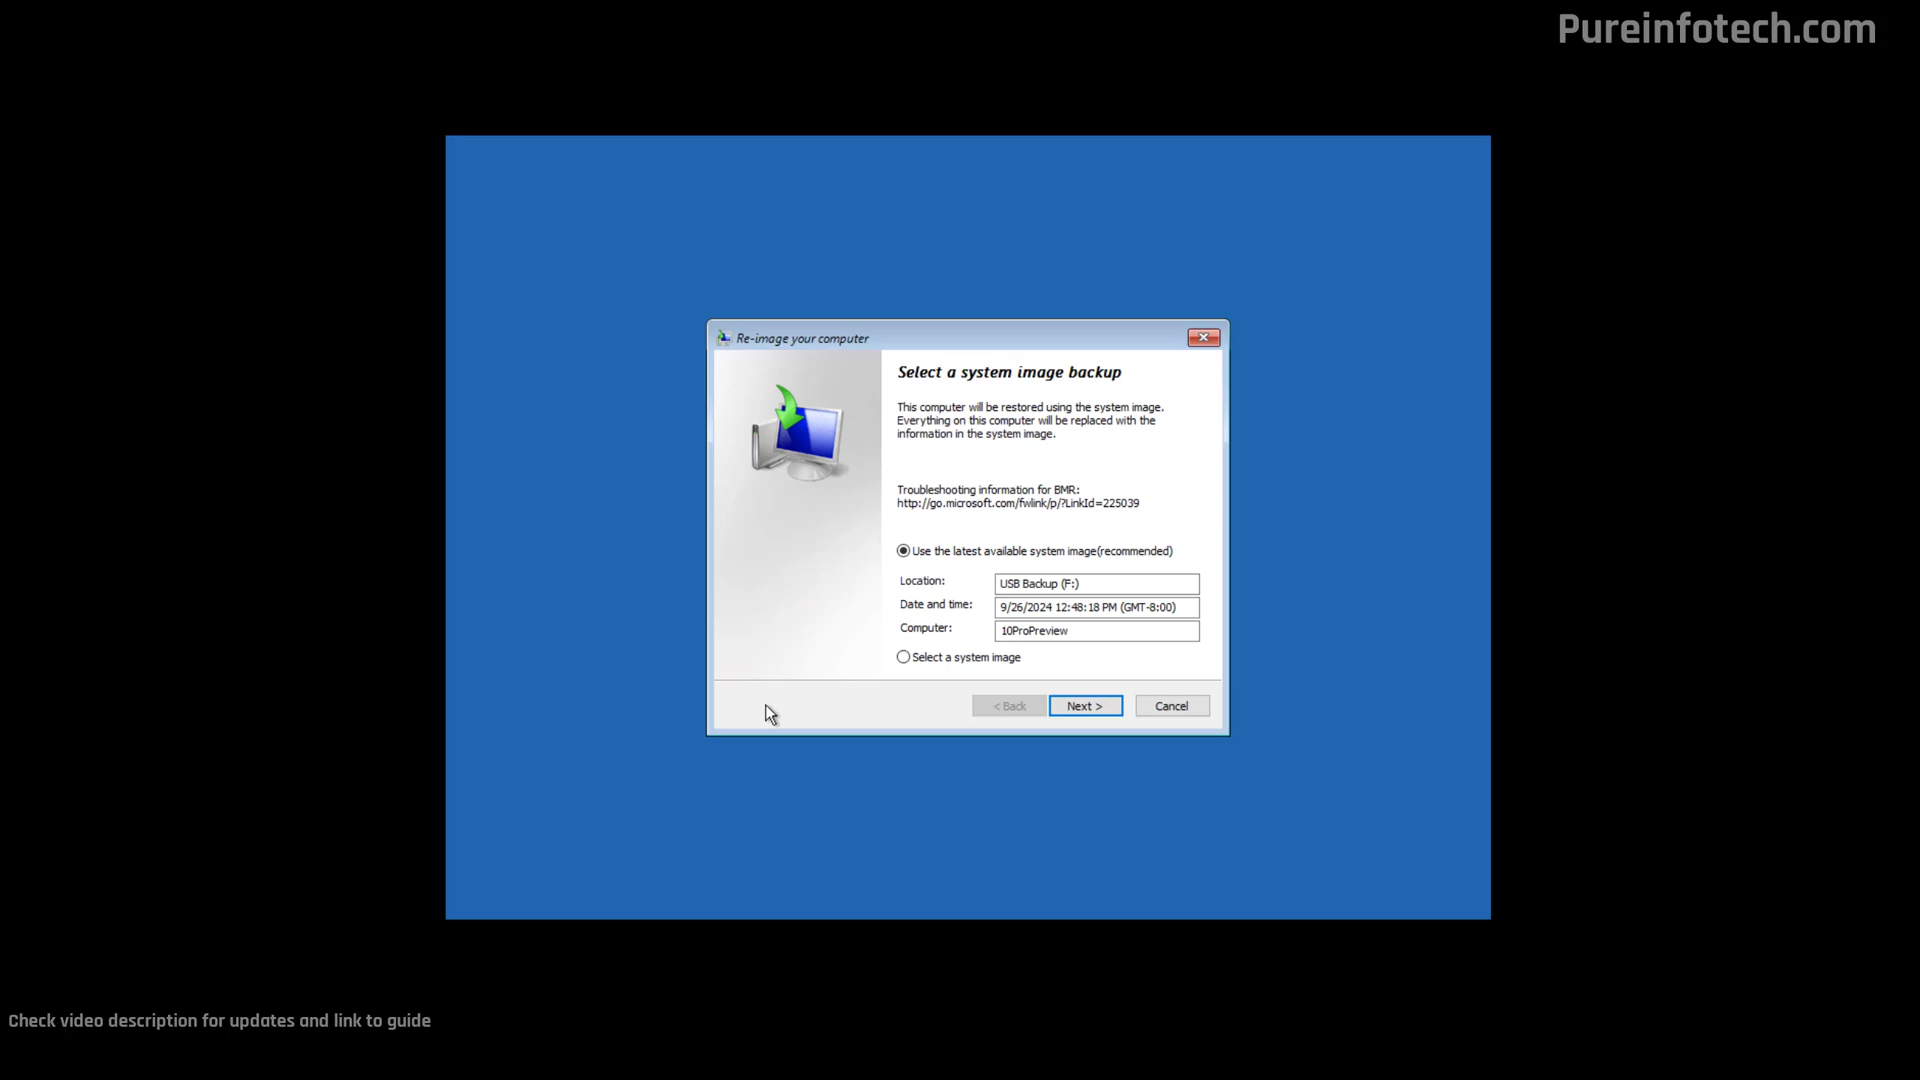 Pureinfotech.com
Re-image your computer
Select a system image backup
This computer will be restored using the system image.
Everything on this computer will be replaced with the
information in the system image.
Troubleshooting information for BMR:
http://go.microsoft.com/fwlink/p/?LinkId=225039
Use the latest available system image(recommended)
Location: USB Backup (F:)
Date and time: 9/26/2024 12:48:18 PM (GMT-8:00)
Computer: 10ProPreview
Select a system image
< Back Next > Cancel
Check video description for updates and link to guide